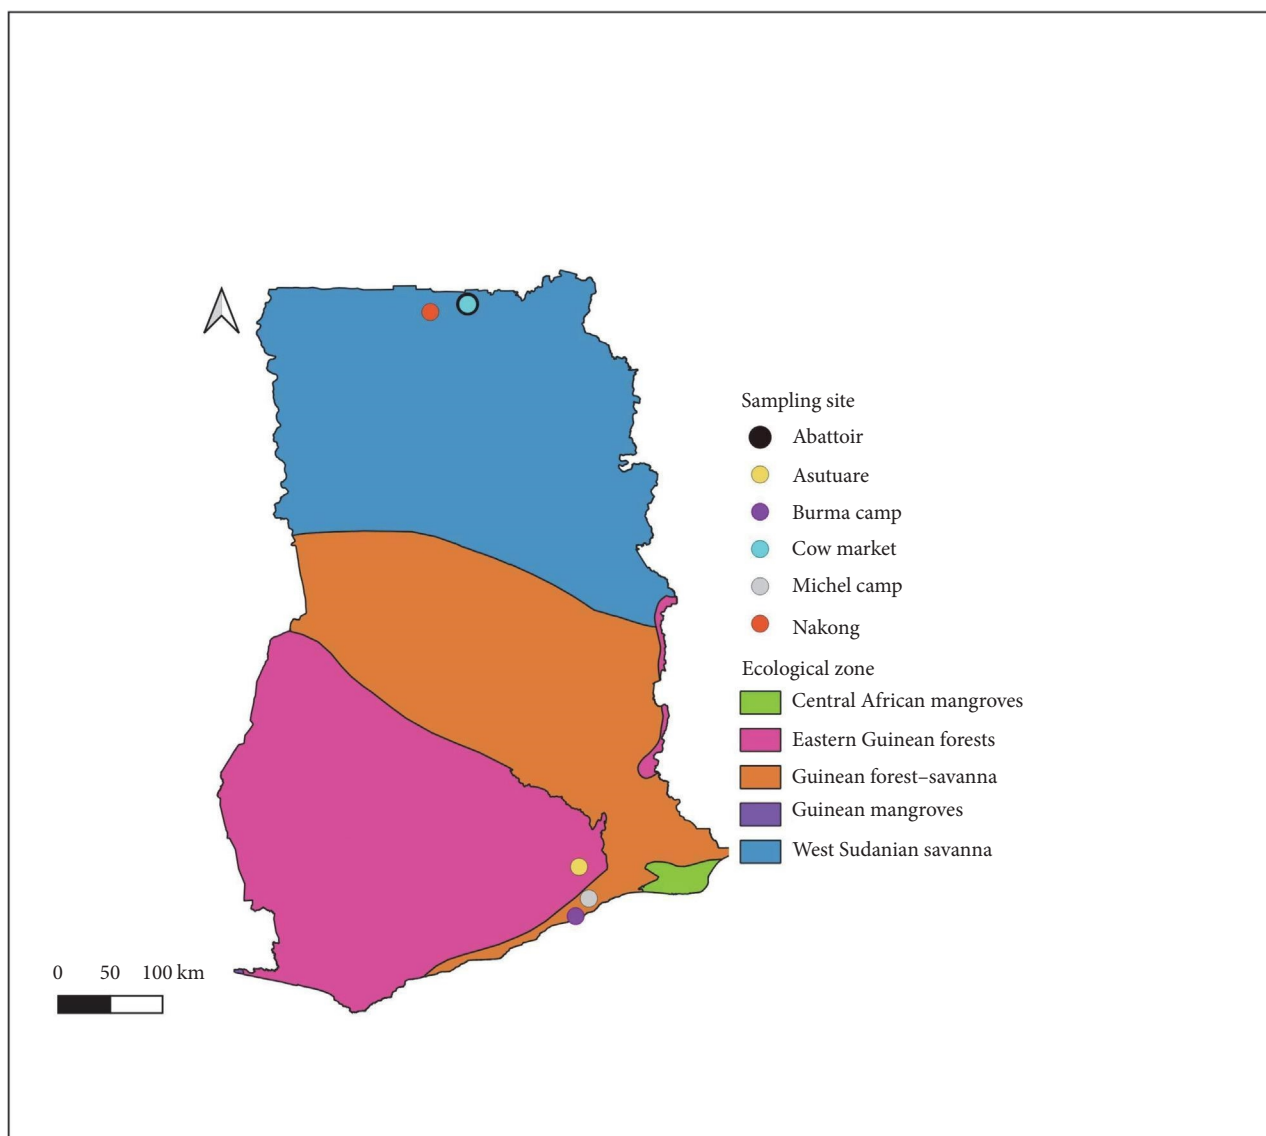 Sampling site
Abattoir
Asutuare
Burma camp
Cow market
Michel camp
Nakong
Ecological zone
Central African mangroves
Eastern Guinean forests
Guinean forest–savanna
Guinean mangroves
West Sudanian savanna
0 50 100 km